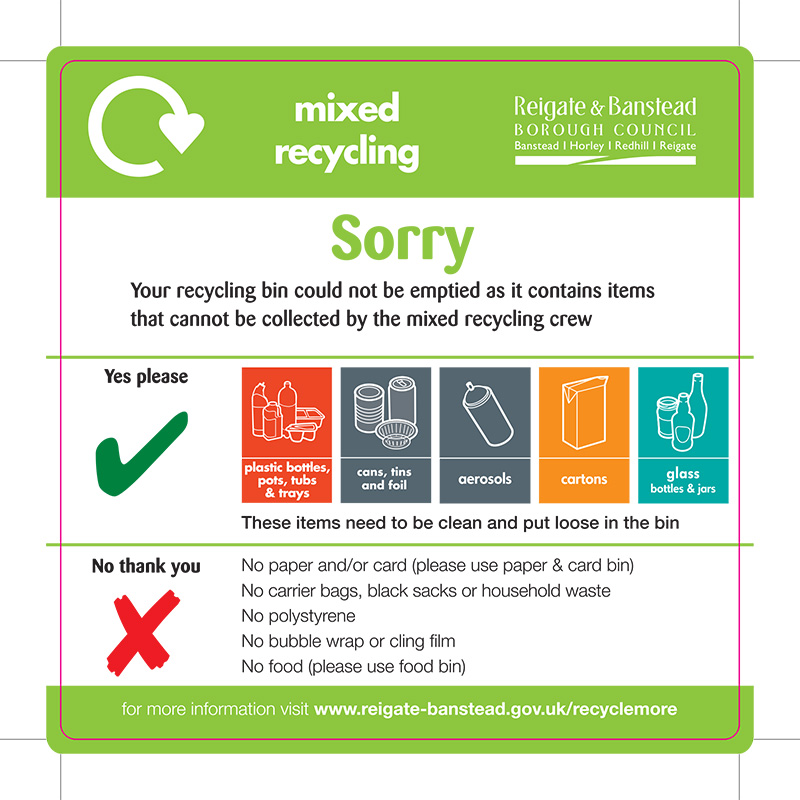 mixed
recycling
Reigate & Banstead
BOROUGH COUNCIL
Banstead I Horley I Redhill I Reigate
Sorry
Your recycling bin could not be emptied as it contains items
that cannot be collected by the mixed recycling crew
Yes please
plastic bottles,
pots, tubs
& trays
cans, tins
and foil
aerosols
cartons
glass
bottles & jars
These items need to be clean and put loose in the bin
No thank you
No paper and/or card (please use paper & card bin)
No carrier bags, black sacks or household waste
No polystyrene
No bubble wrap or cling film
No food (please use food bin)
for more information visit www.reigate-banstead.gov.uk/recyclemore